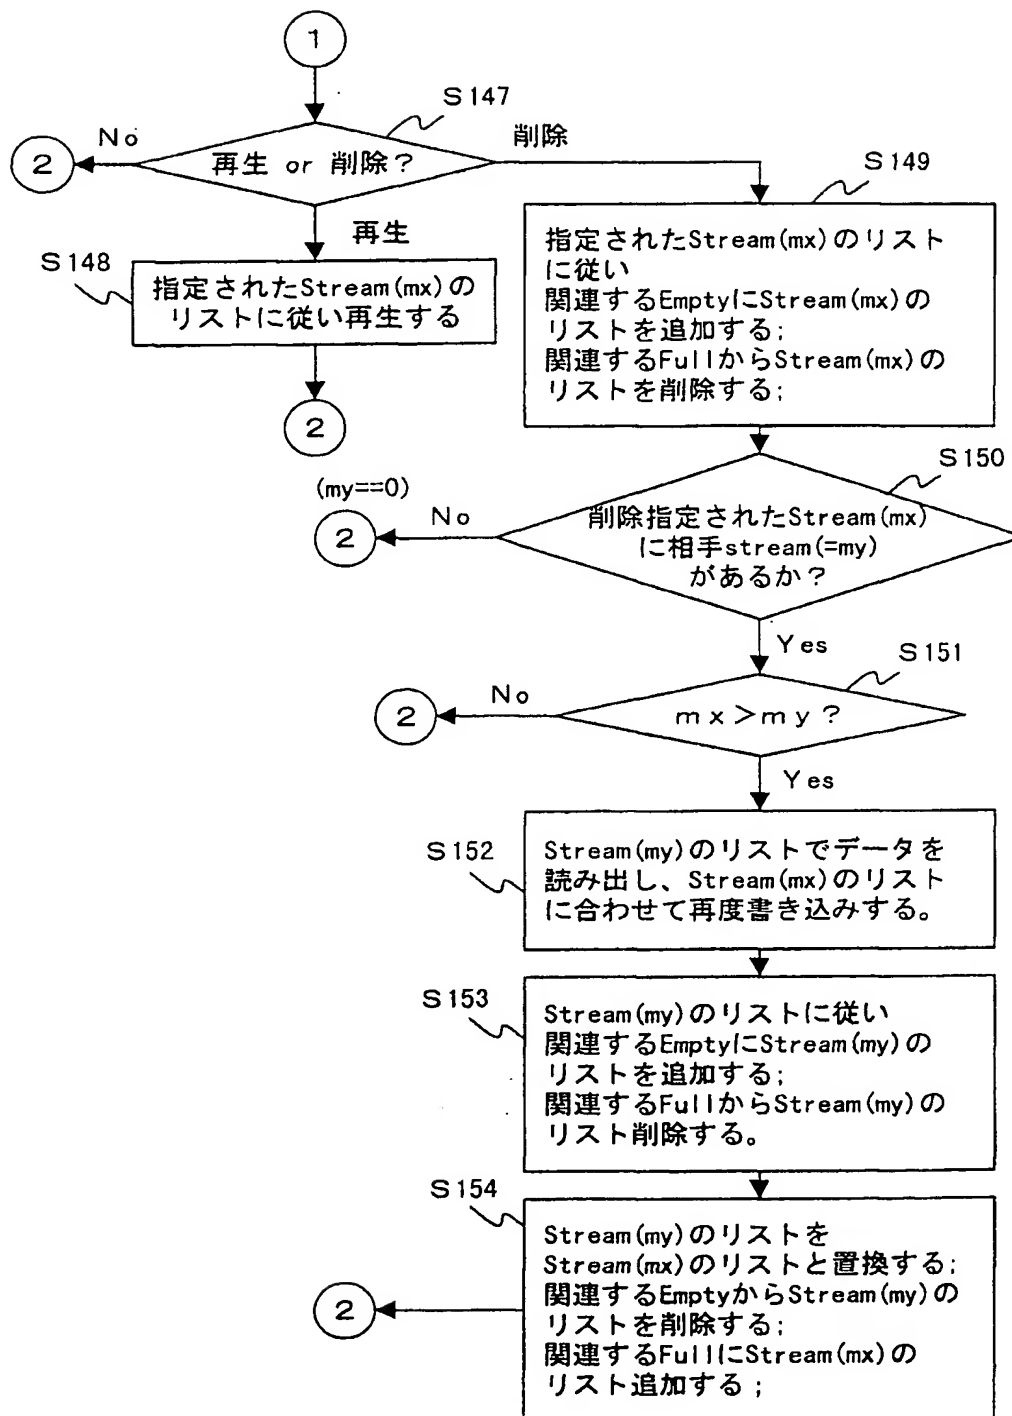 1
S147
No
2
再生 or 削除?
削除
再生
S149
S148
指定されたStream(mx)の
リストに従い再生する
2
指定されたStream(mx)のリスト
に従い
関連するEmptyにStream(mx)の
リストを追加する;
関連するFullからStream(mx)の
リストを削除する;
S150
(my==0)
2
No
削除指定されたStream(mx)
に相手stream(=my)
があるか?
Yes
S151
No
2
mx>my?
Yes
S152
Stream(my)のリストでデータを
読み出し、Stream(mx)のリスト
に合わせて再度書き込みする。
S153
Stream(my)のリストに従い
関連するEmptyにStream(my)の
リストを追加する;
関連するFullからStream(my)の
リスト削除する。
S154
Stream(my)のリストを
Stream(mx)のリストと置換する;
関連するEmptyからStream(my)の
リストを削除する;
関連するFullにStream(mx)の
リスト追加する;
2